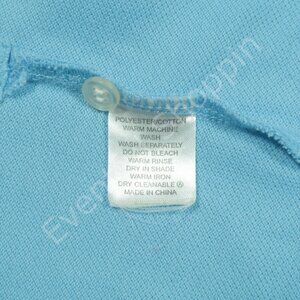 POLYESTER/COTTON
WARM MACHINE
WASH
WASH SEPARATELY
DO NOT BLEACH
WARM RINSE
DRY IN SHADE
WARM IRON
DRY CLEANABLE Ⓐ
MADE IN CHINA